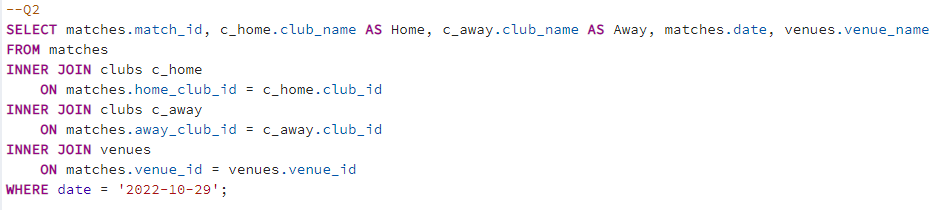 --Q2
SELECT matches.match_id, c_home.club_name AS Home, c_away.club_name AS Away, matches.date, venues.venue_name
FROM matches
INNER JOIN clubs c_home
    ON matches.home_club_id = c_home.club_id
INNER JOIN clubs c_away
    ON matches.away_club_id = c_away.club_id
INNER JOIN venues
    ON matches.venue_id = venues.venue_id
WHERE date = '2022-10-29';